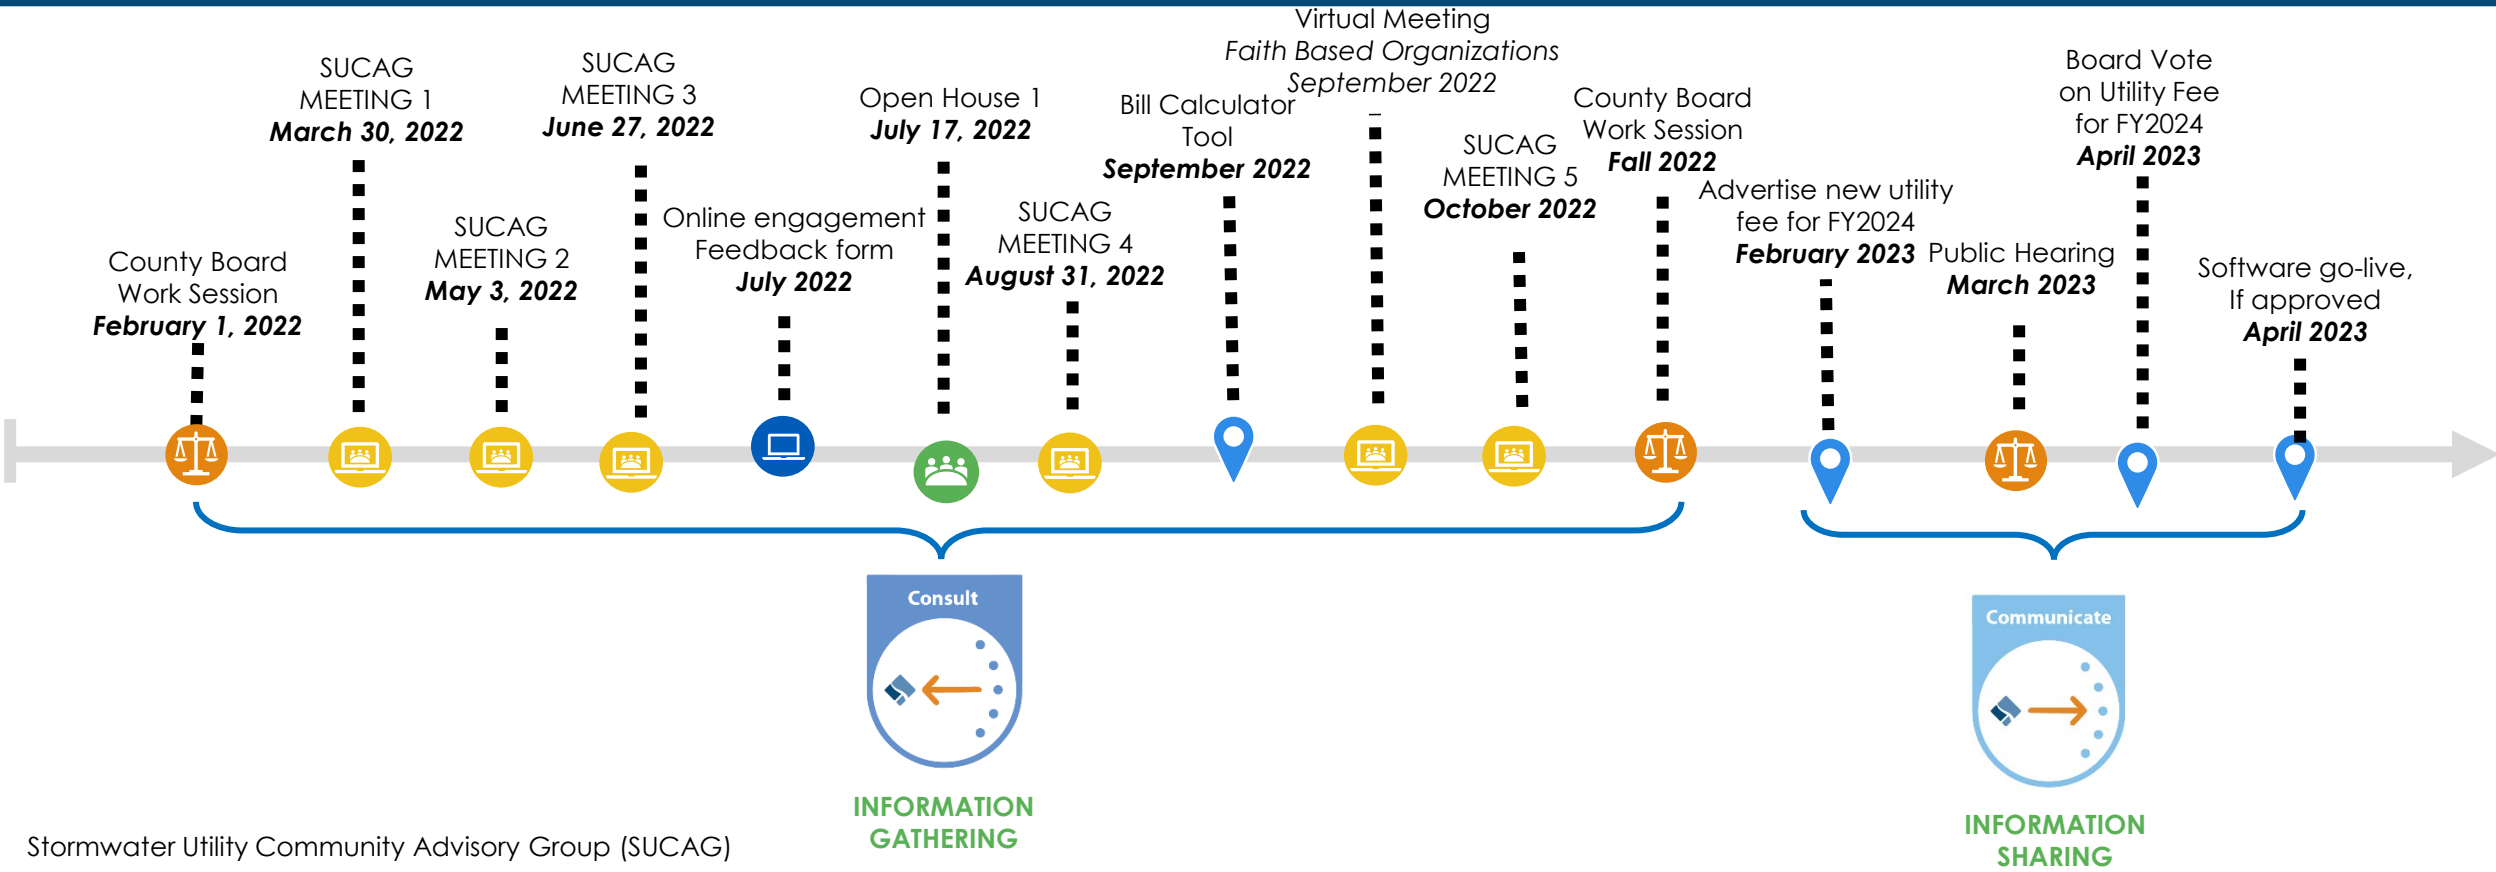 County Board
Work Session
February 1, 2022
SUCAG
MEETING 1
March 30, 2022
SUCAG
MEETING 2
May 3, 2022
SUCAG
MEETING 3
June 27, 2022
Online engagement
Feedback form
July 2022
Open House 1
July 17, 2022
SUCAG
MEETING 4
August 31, 2022
Bill Calculator
Tool
September 2022
Virtual Meeting
Faith Based Organizations
September 2022
SUCAG
MEETING 5
October 2022
County Board
Work Session
Fall 2022
Advertise new utility
fee for FY2024
February 2023
Public Hearing
March 2023
Board Vote
on Utility Fee
for FY2024
April 2023
Software go-live,
If approved
April 2023
Consult
INFORMATION
GATHERING
Communicate
INFORMATION
SHARING
Stormwater Utility Community Advisory Group (SUCAG)